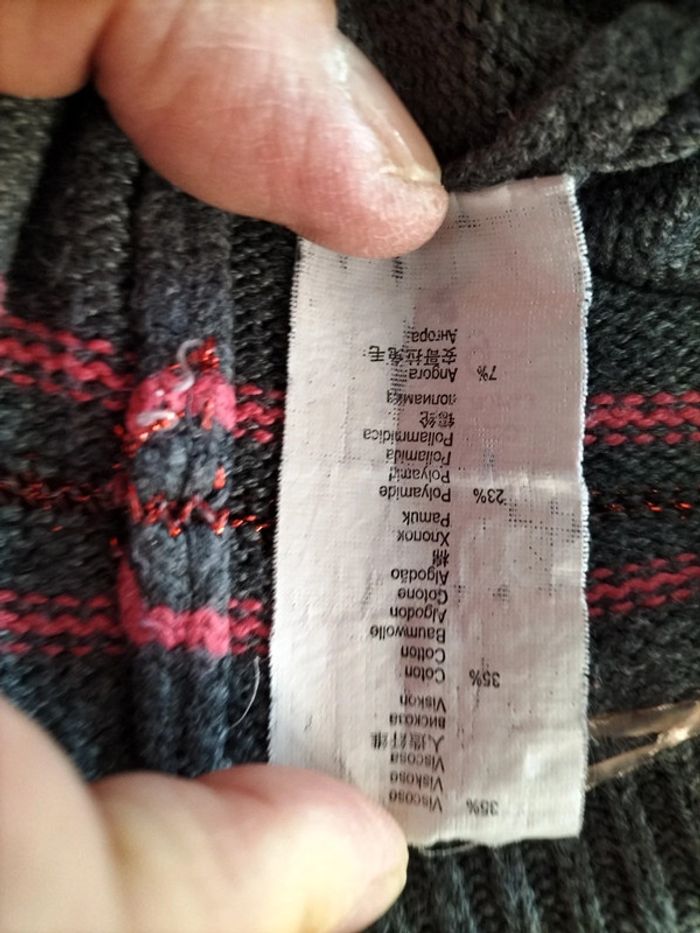 35% Viscose
Viskose
Viscosa
人造纤维
вискоза
Viskon
35% Coton
Cotton
Baumwolle
Algodon
Cotone
Algodão
棉
Хлопок
Pamuk
23% Polyamide
Polyamid
Poliamida
Poliammidica
锦纶
7% Angora
安哥拉兔毛
Ангора